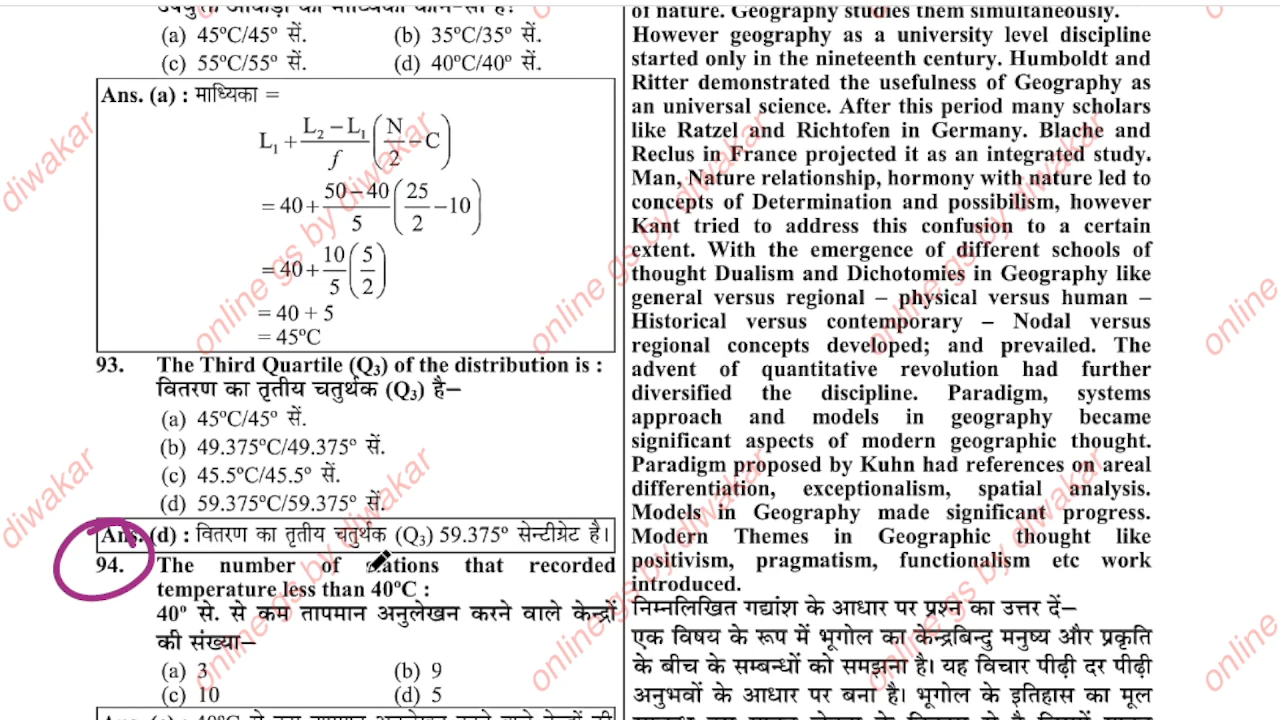 उपर्युक्त आँकड़ों की माध्यिका कौन-सी है?
(a) 45ºC/45º सें. (b) 35ºC/35º सें.
(c) 55ºC/55º सें. (d) 40ºC/40º सें.
Ans. (a) : माध्यिका =
L₁ + (L₂ – L₁)/f (N/2 – C)
= 40 + (50 – 40)/5 (25/2 – 10)
= 40 + 10/5 (5/2)
= 40 + 5
= 45ºC
93. The Third Quartile (Q₃) of the distribution is :
वितरण का तृतीय चतुर्थक (Q₃) है–
(a) 45ºC/45º सें.
(b) 49.375ºC/49.375º सें.
(c) 45.5ºC/45.5º सें.
(d) 59.375ºC/59.375º सें.
Ans. (d) : वितरण का तृतीय चतुर्थक (Q₃) 59.375º सेन्टीग्रेट है।
94. The number of stations that recorded
temperature less than 40ºC :
40º से. से कम तापमान अनुलेखन करने वाले केन्द्रों
की संख्या–
(a) 3 (b) 9
(c) 10 (d) 5
of nature. Geography studies them simultaneously.
However geography as a university level discipline
started only in the nineteenth century. Humboldt and
Ritter demonstrated the usefulness of Geography as
an universal science. After this period many scholars
like Ratzel and Richtofen in Germany. Blache and
Reclus in France projected it as an integrated study.
Man, Nature relationship, hormony with nature led to
concepts of Determination and possibilism, however
Kant tried to address this confusion to a certain
extent. With the emergence of different schools of
thought Dualism and Dichotomies in Geography like
general versus regional – physical versus human –
Historical versus contemporary – Nodal versus
regional concepts developed; and prevailed. The
advent of quantitative revolution had further
diversified the discipline. Paradigm, systems
approach and models in geography became
significant aspects of modern geographic thought.
Paradigm proposed by Kuhn had references on areal
differentiation, exceptionalism, spatial analysis.
Models in Geography made significant progress.
Modern Themes in Geographic thought like
positivism, pragmatism, functionalism etc work
introduced.
निम्नलिखित गद्यांश के आधार पर प्रश्न का उत्तर दें–
एक विषय के रूप में भूगोल का केन्द्रबिन्दु मनुष्य और प्रकृति
के बीच के सम्बन्धों को समझना है। यह विचार पीढ़ी दर पीढ़ी
अनुभवों के आधार पर बना है। भूगोल के इतिहास का मूल
online gs by diwakar